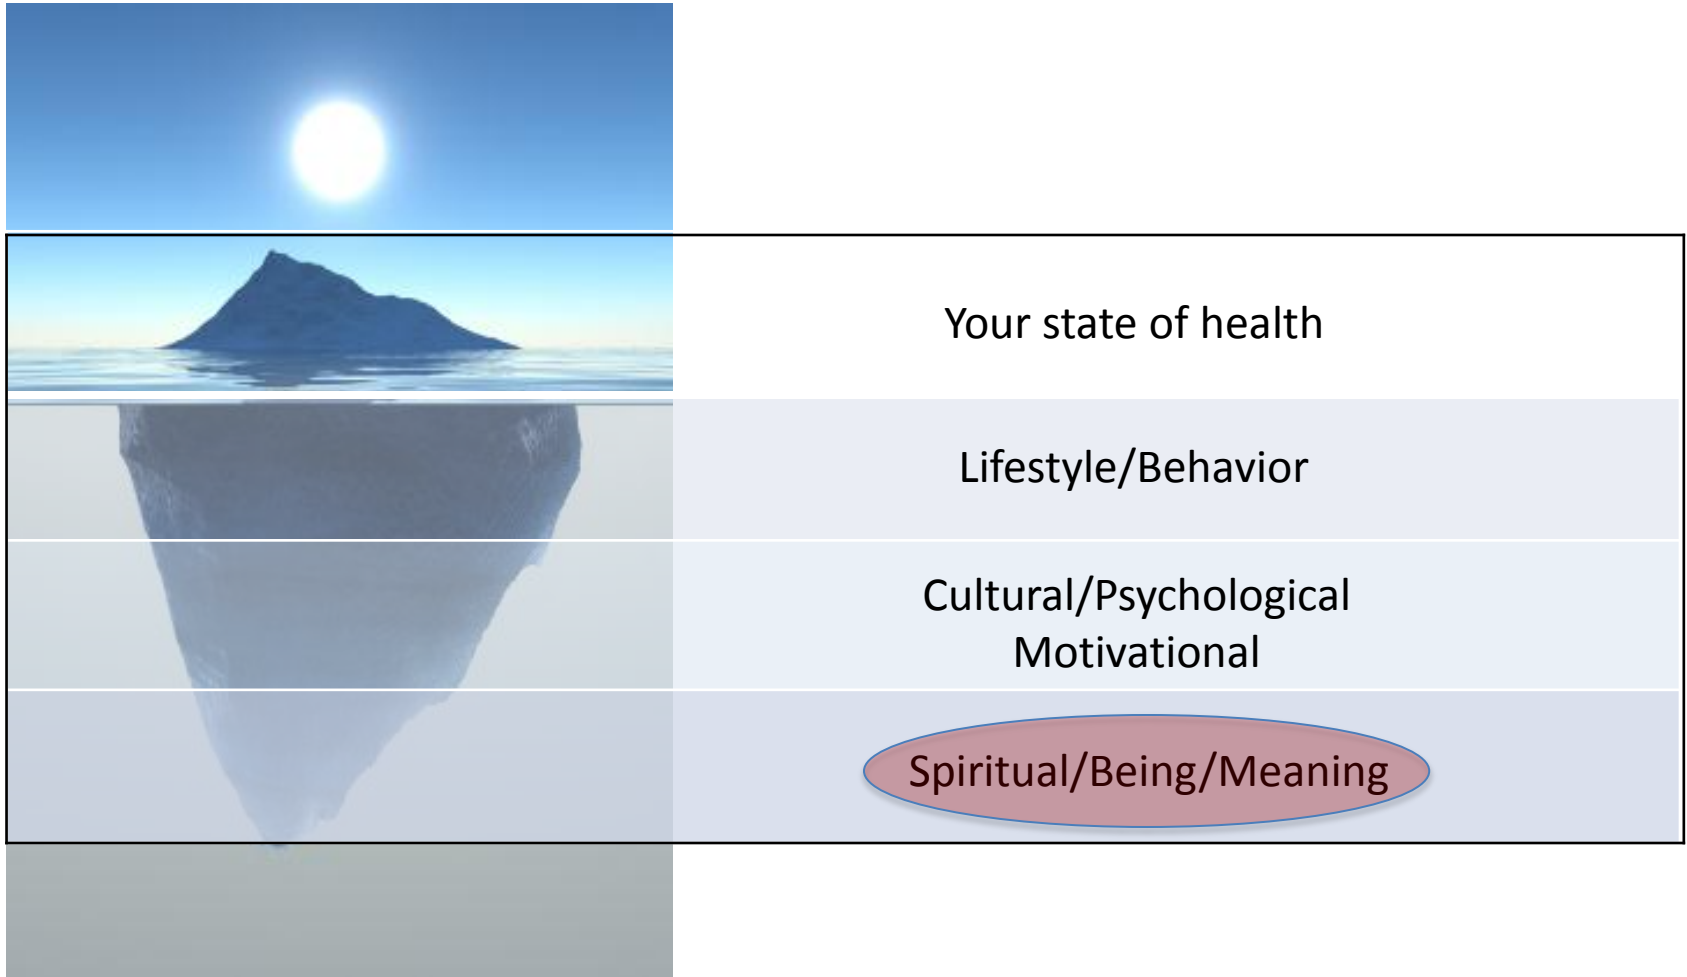 Your state of health
Lifestyle/Behavior
Cultural/Psychological
Motivational
Spiritual/Being/Meaning